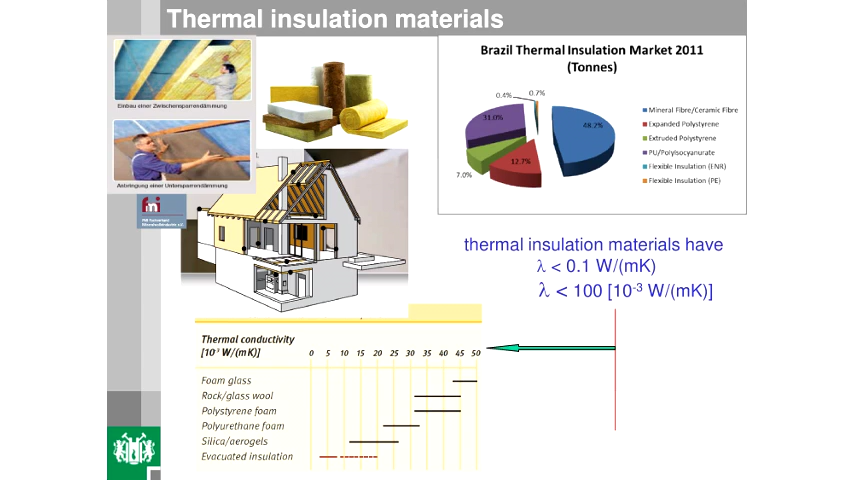 Thermal insulation materials
Einbau einer Zwischensparrendämmung
Anbringung einer Untersparrendämmung
Brazil Thermal Insulation Market 2011
(Tonnes)
0.4%
0.7%
31.0%
48.2%
12.7%
7.0%
Mineral Fibre/Ceramic Fibre
Expanded Polystyrene
Extruded Polystyrene
PU/Polyisocyanurate
Flexible Insulation (ENR)
Flexible Insulation (PE)
thermal insulation materials have
λ < 0.1 W/(mK)
λ < 100 [10⁻³ W/(mK)]
Thermal conductivity
[10⁻³ W/(mK)] 0 5 10 15 20 25 30 35 40 45 50
Foam glass
Rock/glass wool
Polystyrene foam
Polyurethane foam
Silica/aerogels
Evacuated insulation